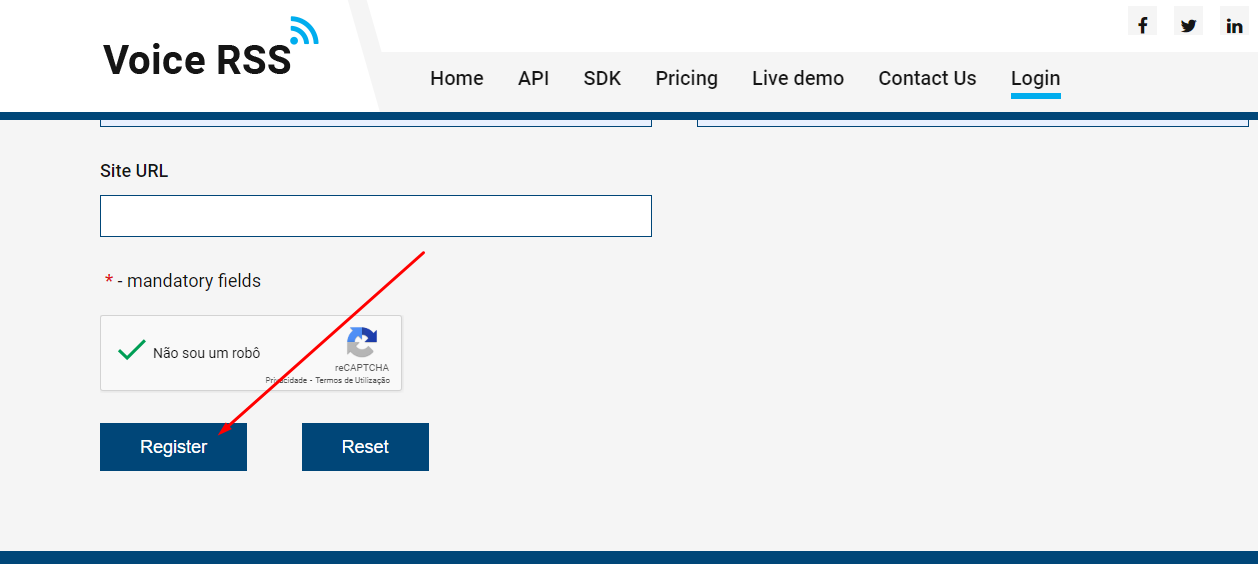 Voice RSS
Home API SDK Pricing Live demo Contact Us Login
Site URL
* - mandatory fields
Não sou um robô
reCAPTCHA
Privacidade - Termos de Utilização
Register Reset